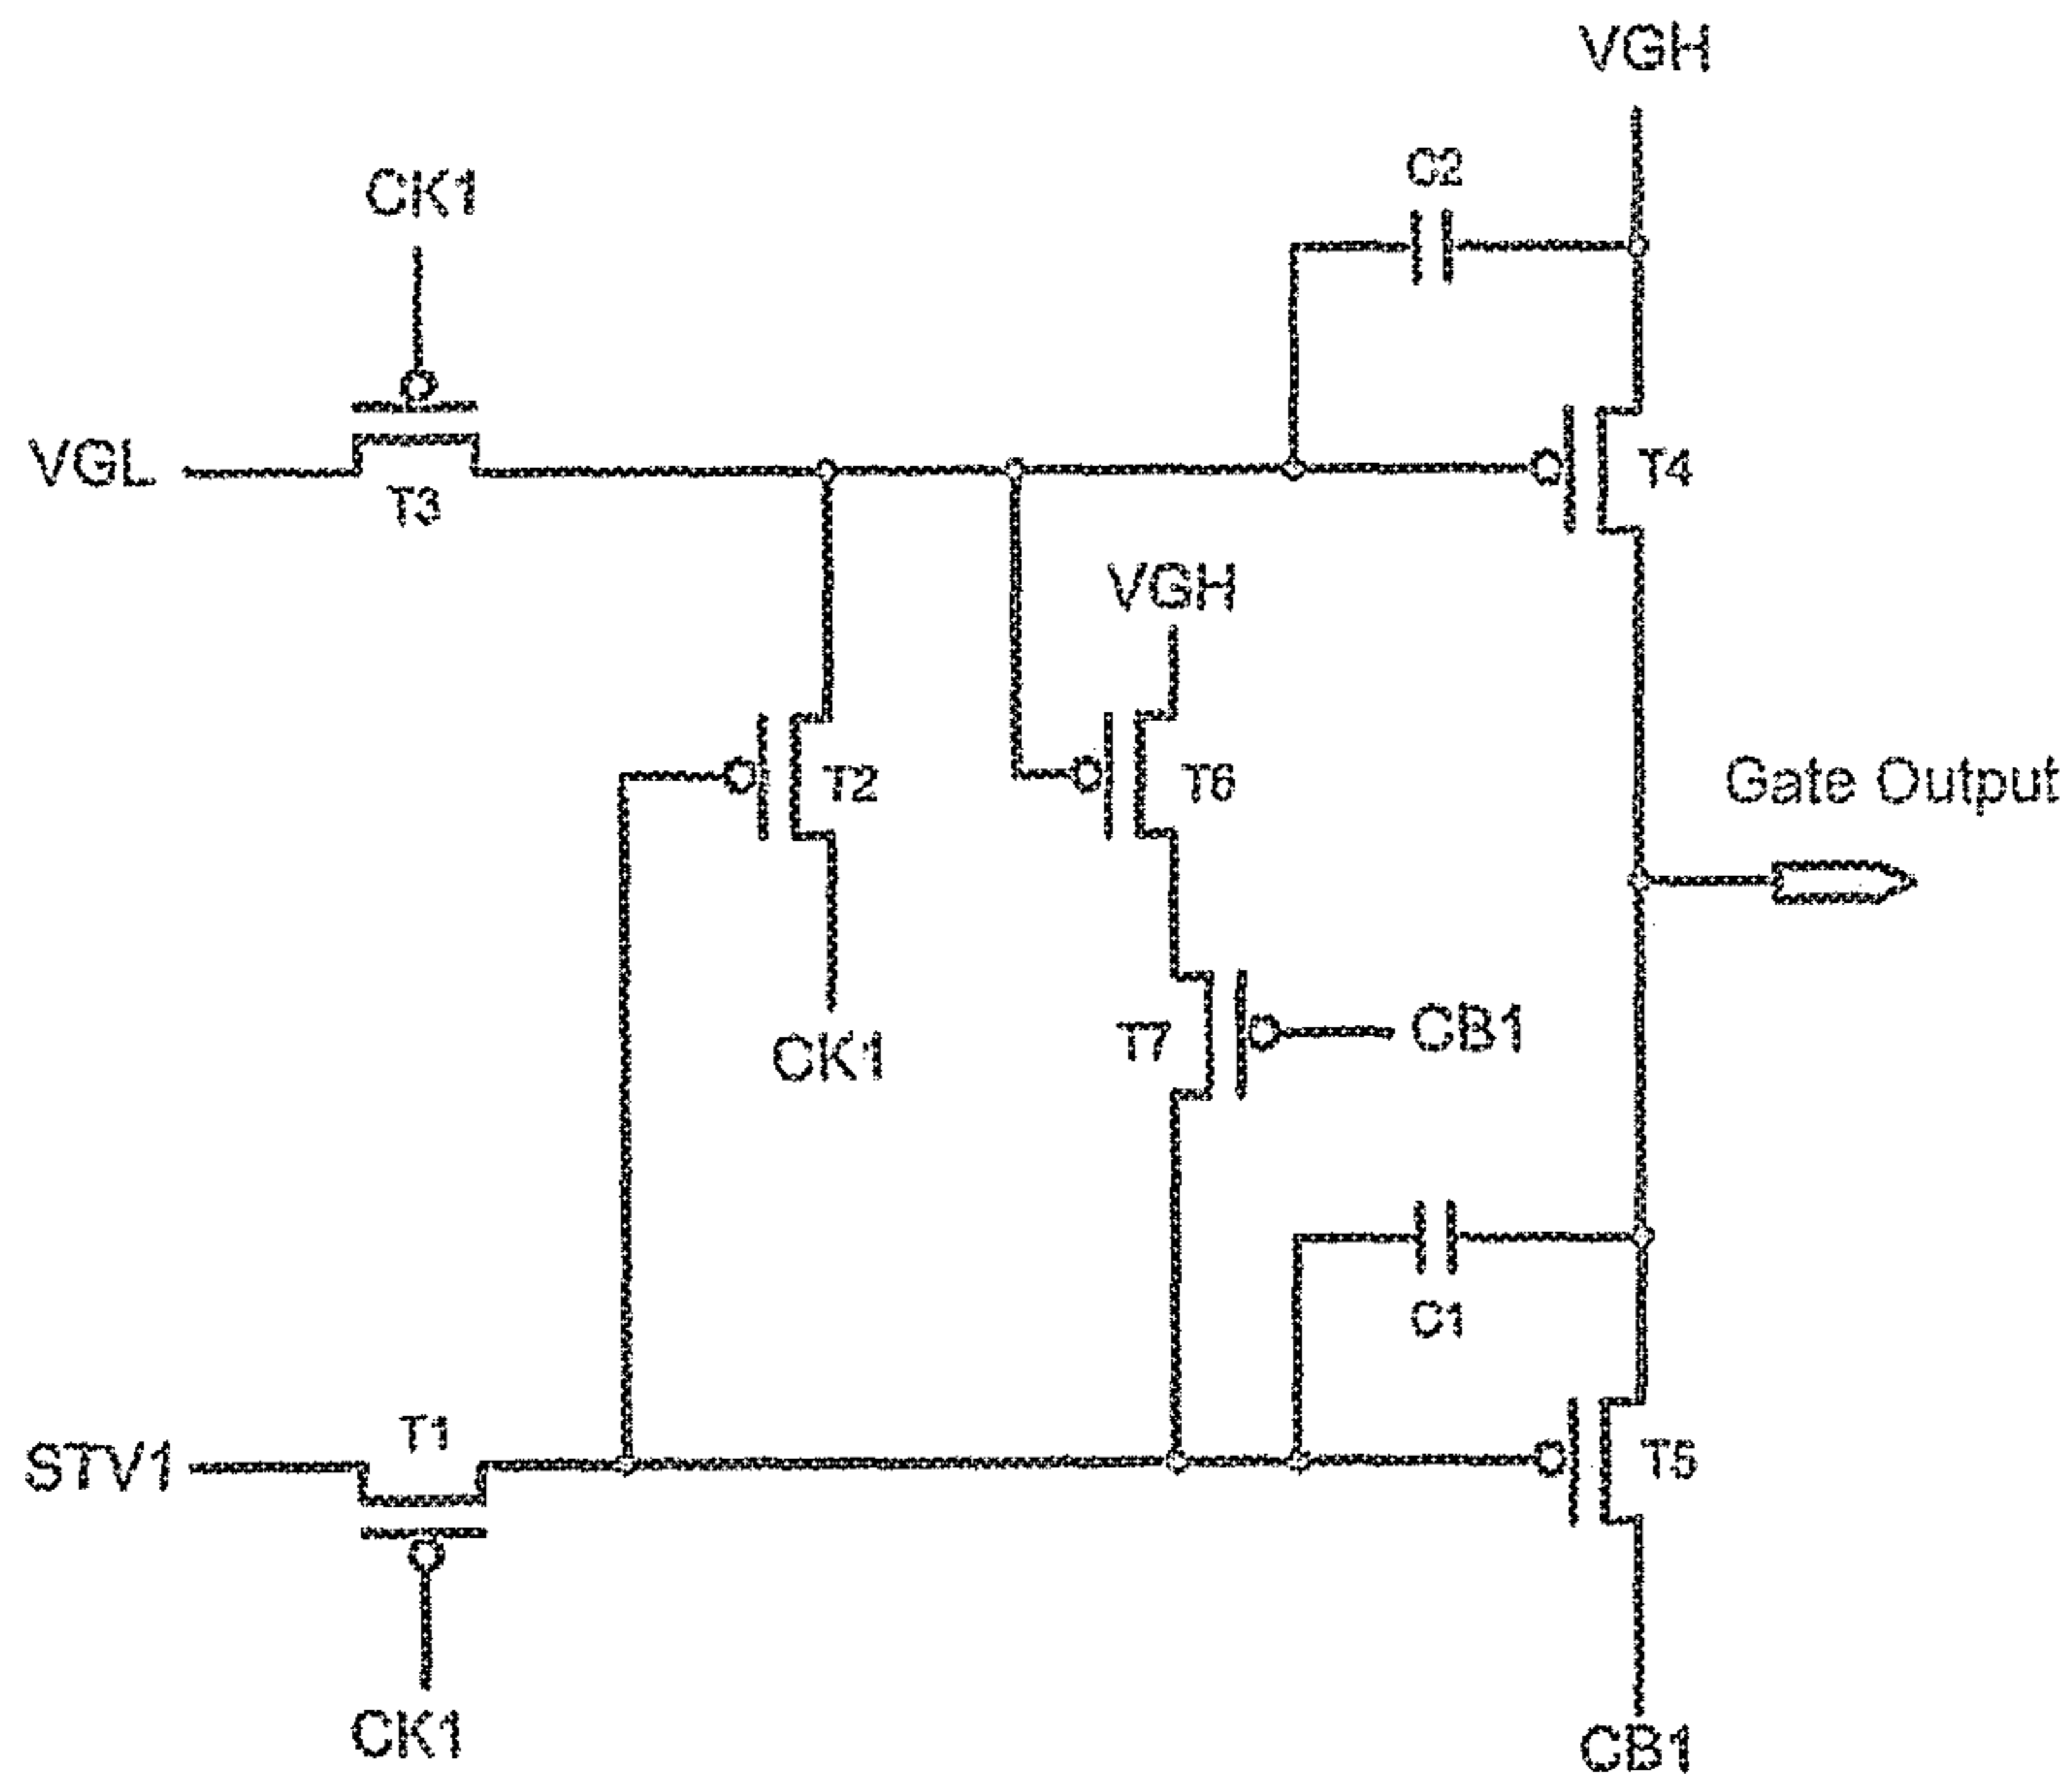 VGH
C2
CK1
VGL
T3
T4
VGH
T2
T6
Gate Output
T7
CB1
CK1
C1
T1
STV1
T5
CK1
CB1